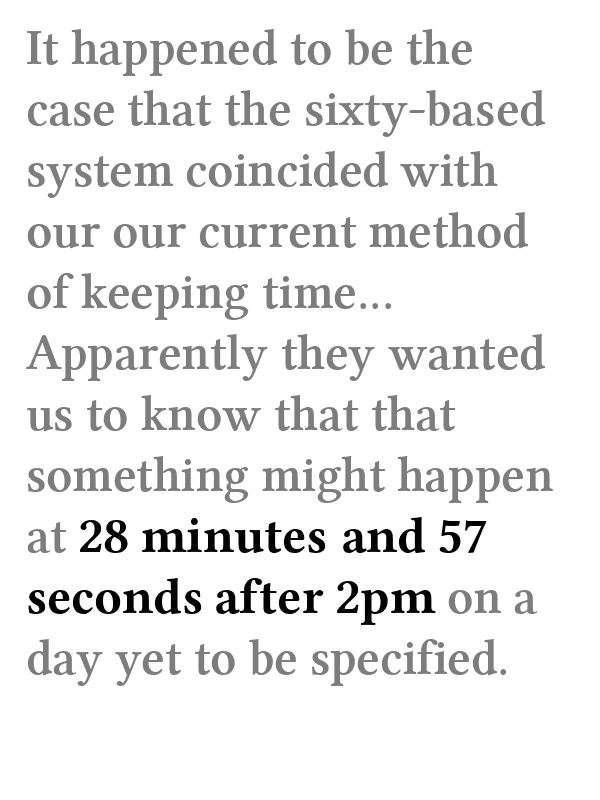 It happened to be the
case that the sixty-based
system coincided with
our our current method
of keeping time...
Apparently they wanted
us to know that that
something might happen
at 28 minutes and 57
seconds after 2pm on a
day yet to be specified.